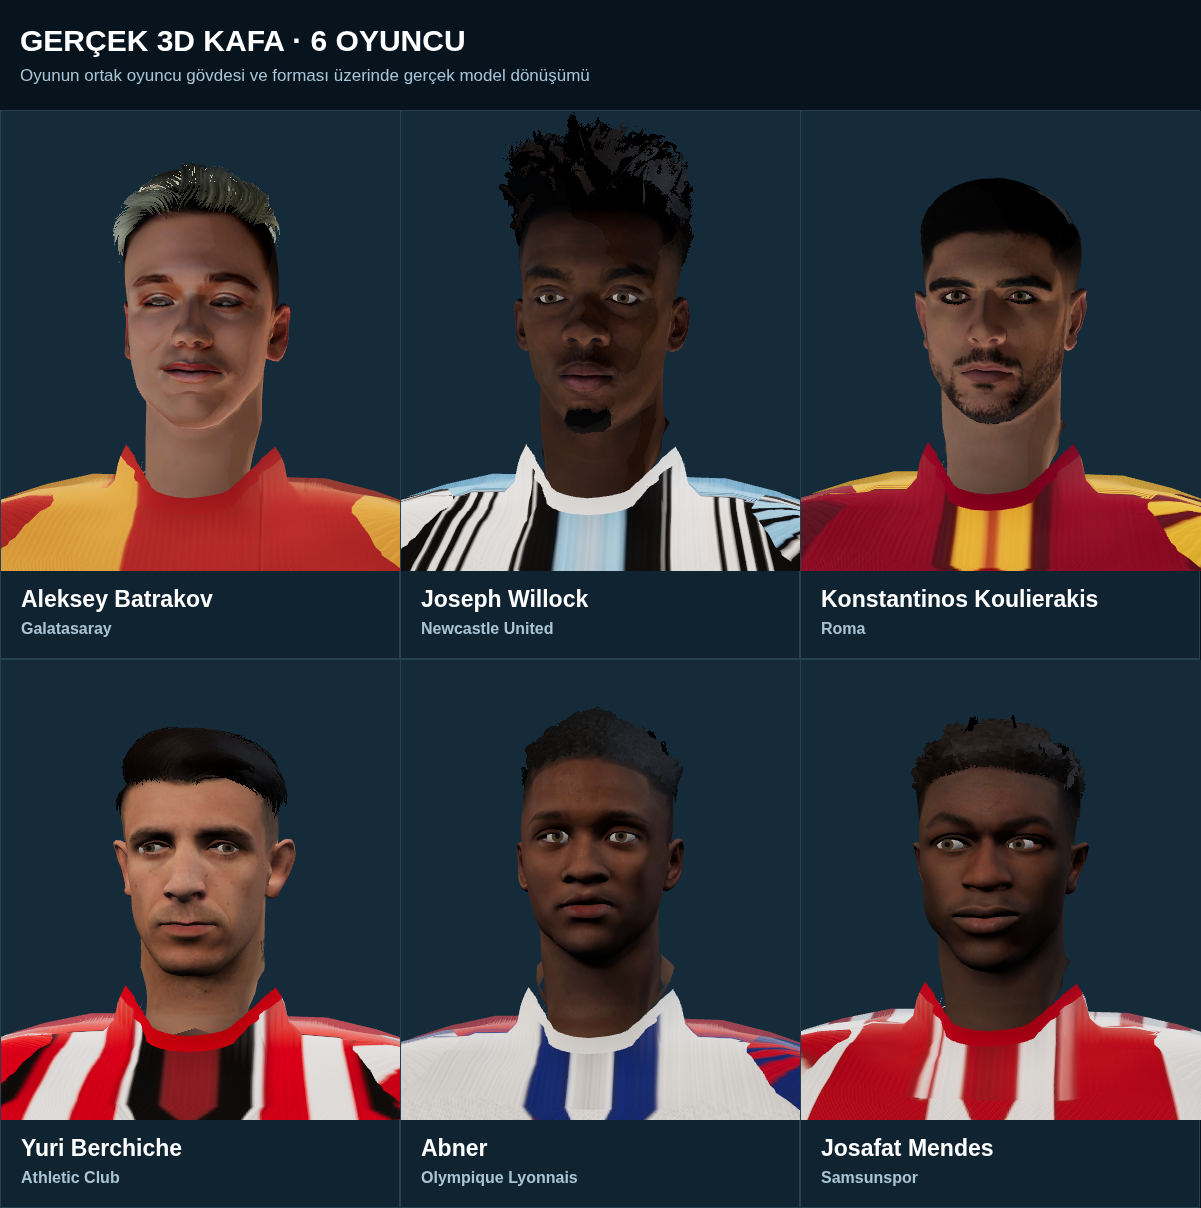 GERÇEK 3D KAFA · 6 OYUNCU
Oyunun ortak oyuncu gövdesi ve forması üzerinde gerçek model dönüşümü
Aleksey Batrakov
Galatasaray
Joseph Willock
Newcastle United
Konstantinos Koulierakis
Roma
Yuri Berchiche
Athletic Club
Abner
Olympique Lyonnais
Josafat Mendes
Samsunspor